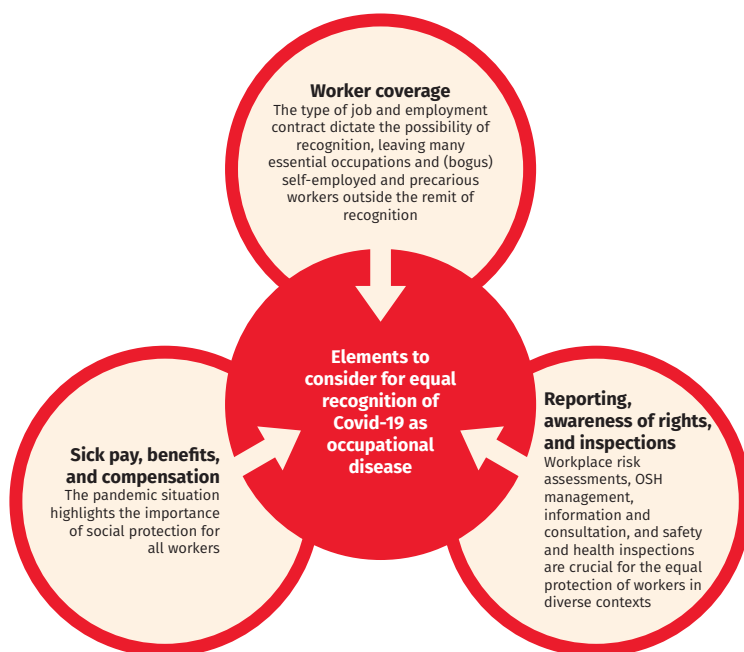 Worker coverage
The type of job and employment
contract dictate the possibility of
recognition, leaving many
essential occupations and (bogus)
self-employed and precarious
workers outside the remit of
recognition
Elements to
consider for equal
recognition of
Covid-19 as
occupational
disease
Sick pay, benefits,
and compensation
The pandemic situation
highlights the importance
of social protection for
all workers
Reporting,
awareness of rights,
and inspections
Workplace risk
assessments, OSH
management,
information and
consultation, and safety
and health inspections
are crucial for the equal
protection of workers in
diverse contexts